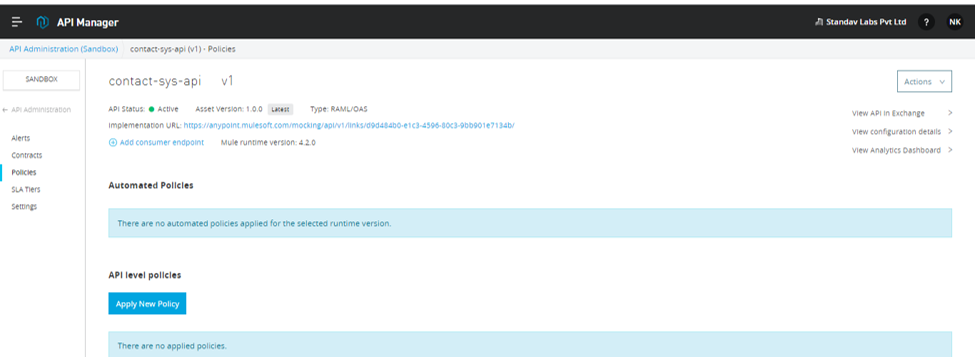 API Manager
Standav Labs Pvt Ltd ? NK
API Administration (Sandbox) contact-sys-api (v1) - Policies
SANDBOX
← API Administration
Alerts
Contracts
Policies
SLA Tiers
Settings
contact-sys-api v1
Actions
API Status: Active Asset Version: 1.0.0 Latest Type: RAML/OAS
Implementation URL: https://anypoint.mulesoft.com/mocking/api/v1/links/d9d484b0-e1c3-4596-80c3-9bb901e7134b/
Add consumer endpoint Mule runtime version: 4.2.0
View API in Exchange >
View configuration details >
View Analytics Dashboard >
Automated Policies
There are no automated policies applied for the selected runtime version.
API level policies
Apply New Policy
There are no applied policies.